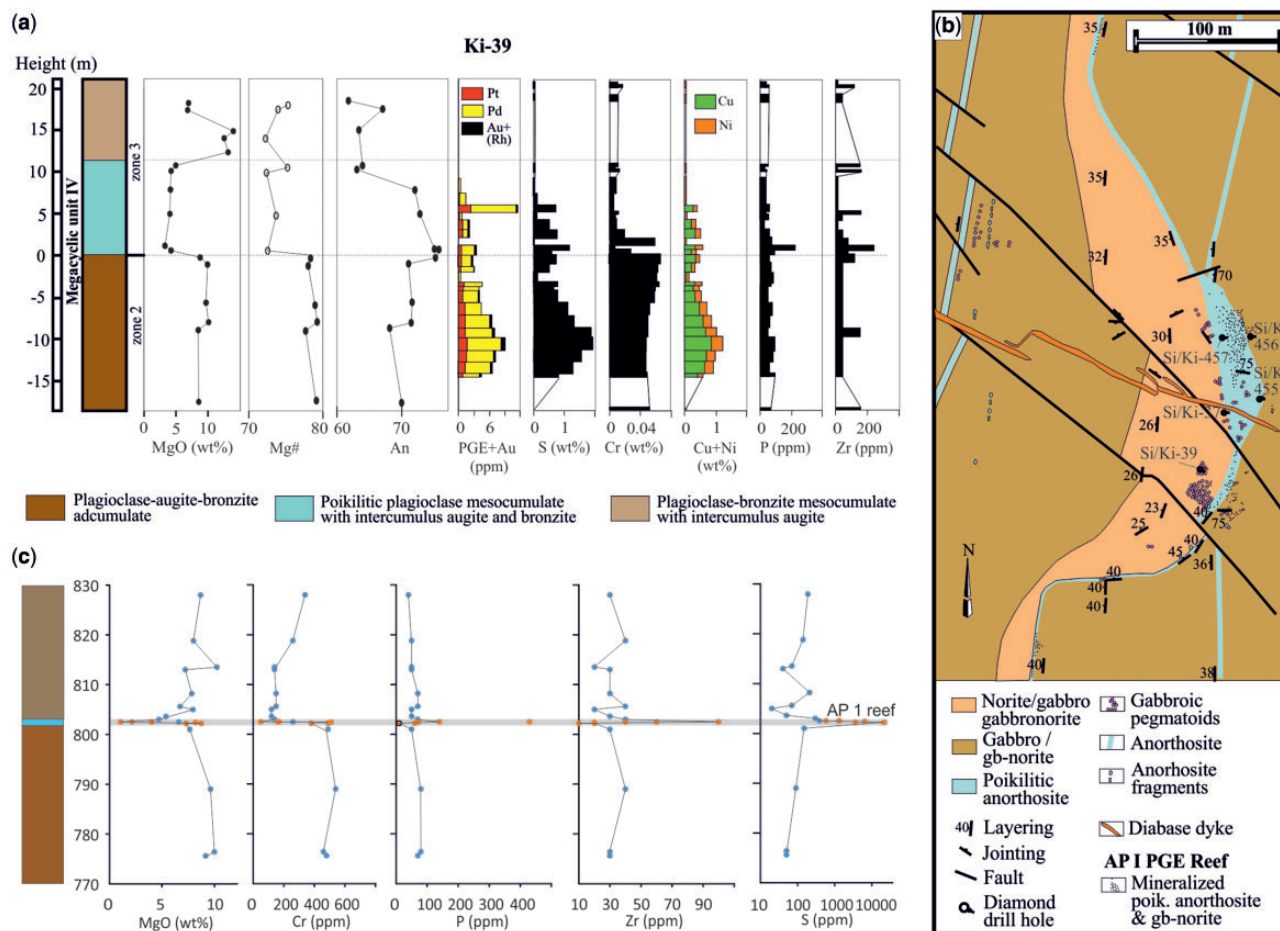 (a)
Ki-39
Height (m)
20
15
10
5
0
-5
-10
-15
Megacyclic unit IV
zone 3
zone 2
Pt
Pd
Au+
(Rh)
Cu
Ni
0 10 70 80 60 70 80 0 6 0 1 0 0.04 0 1 0 200 0 200
MgO (wt%) Mg# An PGE+Au (ppm) S (wt%) Cr (wt%) Cu+Ni (wt%) P (ppm) Zr (ppm)
Plagioclase-augite-bronzite
adcumulate
Poikilitic plagioclase mesocumulate
with intercumulus augite and bronzite
Plagioclase-bronzite mesocumulate
with intercumulus augite
(b)
100 m
35
35
35
32
70
30
Si/K
456
Si/Ki-457
75
Si/K
455
Si/Ki-37
26
Si/Ki-39
26
23
40
75
25
40
45
36
40
40
40
N
40
38
Norite/gabbro
gabbronorite
Gabbro /
gb-norite
Poikilitic
anorthosite
40 Layering
Jointing
Fault
Diamond
drill hole
Gabbroic
pegmatoids
Anorthosite
Anorhosite
fragments
Diabase dyke
AP I PGE Reef
Mineralized
poik. anorthosite
& gb-norite
(c)
830
820
810
800
790
780
770
AP 1 reef
0 5 10 0 200 400 600 0 100 200 300 400 10 30 50 70 90 10 100 1000 10000
MgO (wt%) Cr (ppm) P (ppm) Zr (ppm) S (ppm)